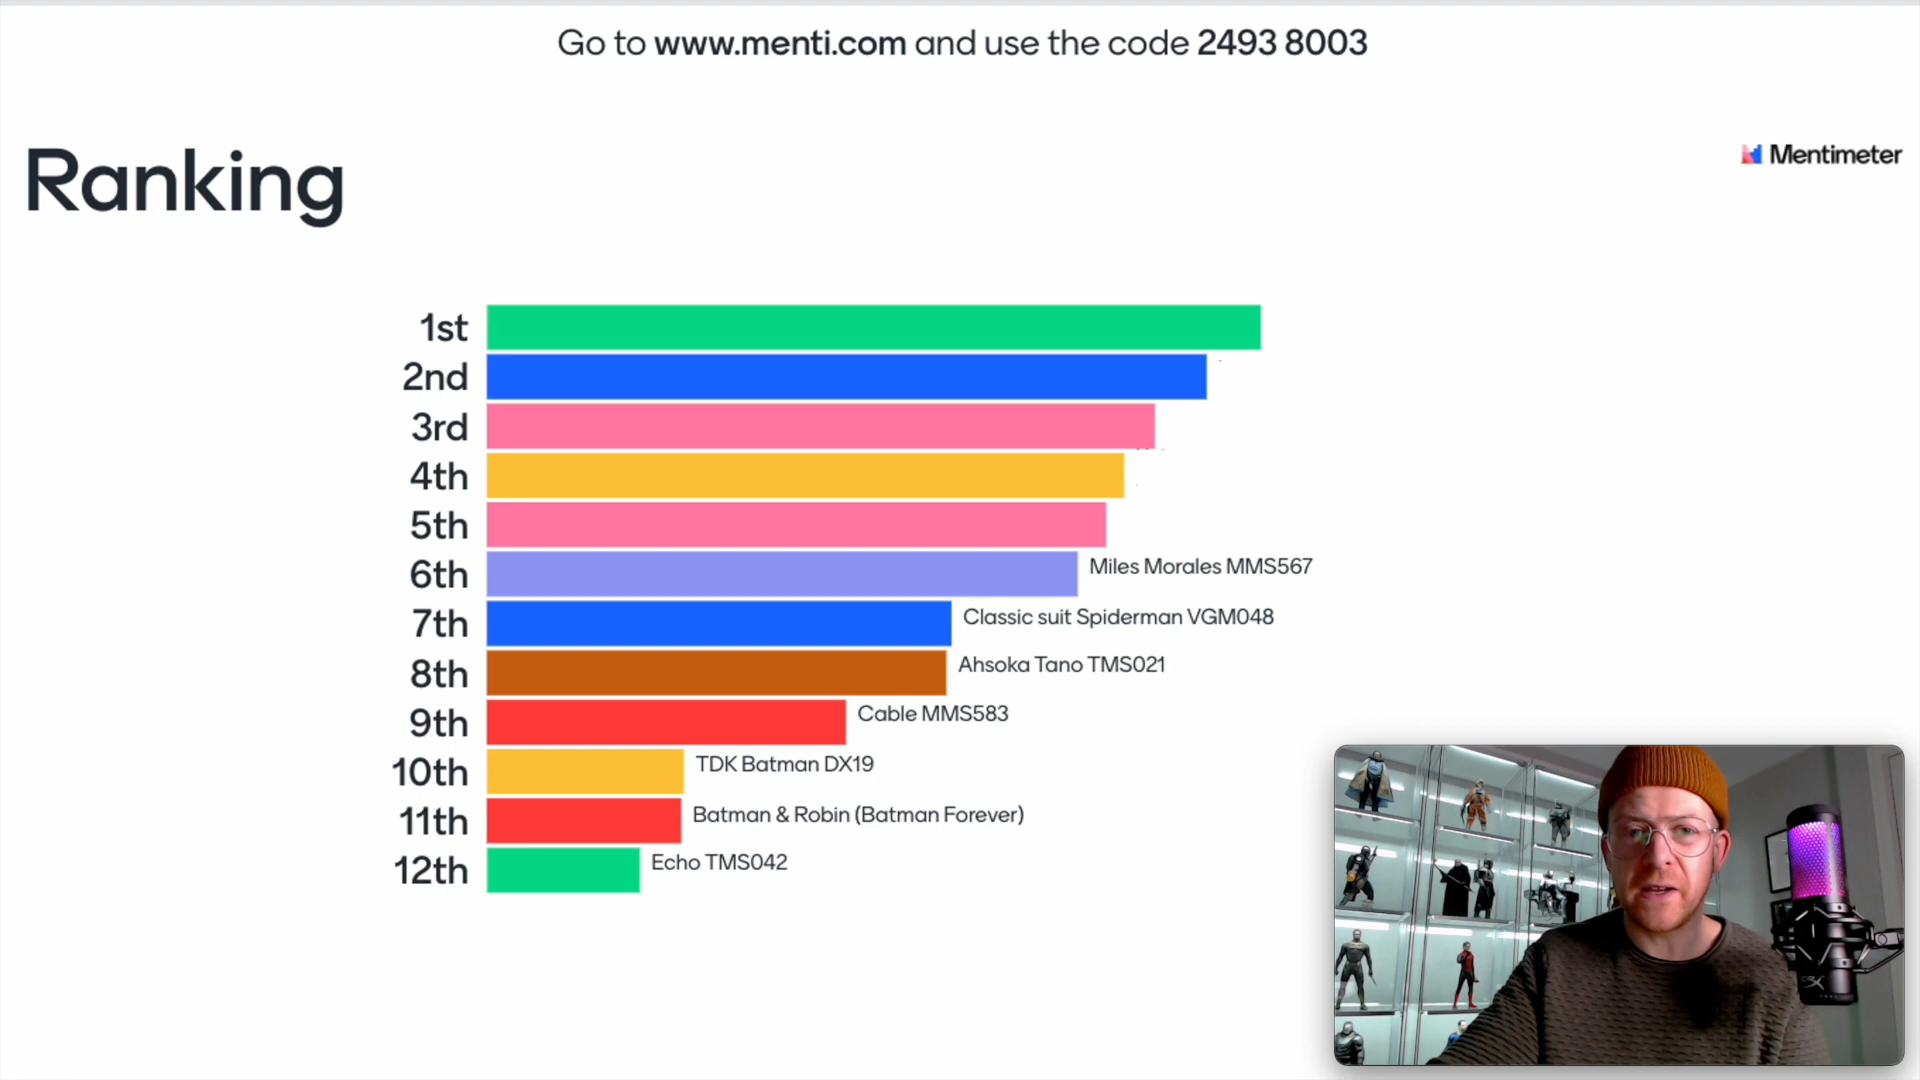 Go to www.menti.com and use the code 2493 8003
Ranking
Mentimeter
1st
2nd
3rd
4th
5th
6th Miles Morales MMS567
7th Classic suit Spiderman VGM048
8th Ahsoka Tano TMS021
9th Cable MMS583
10th TDK Batman DX19
11th Batman & Robin (Batman Forever)
12th Echo TMS042